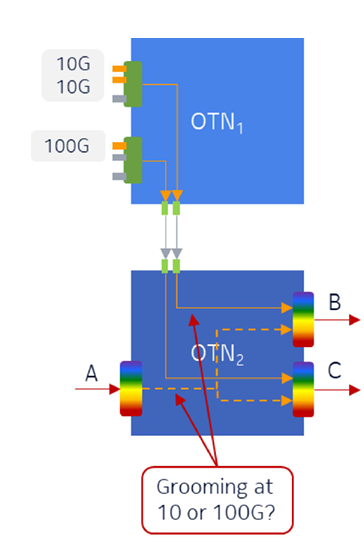 10G
10G
100G
OTN1
OTN2
A
B
C
Grooming at
10 or 100G?